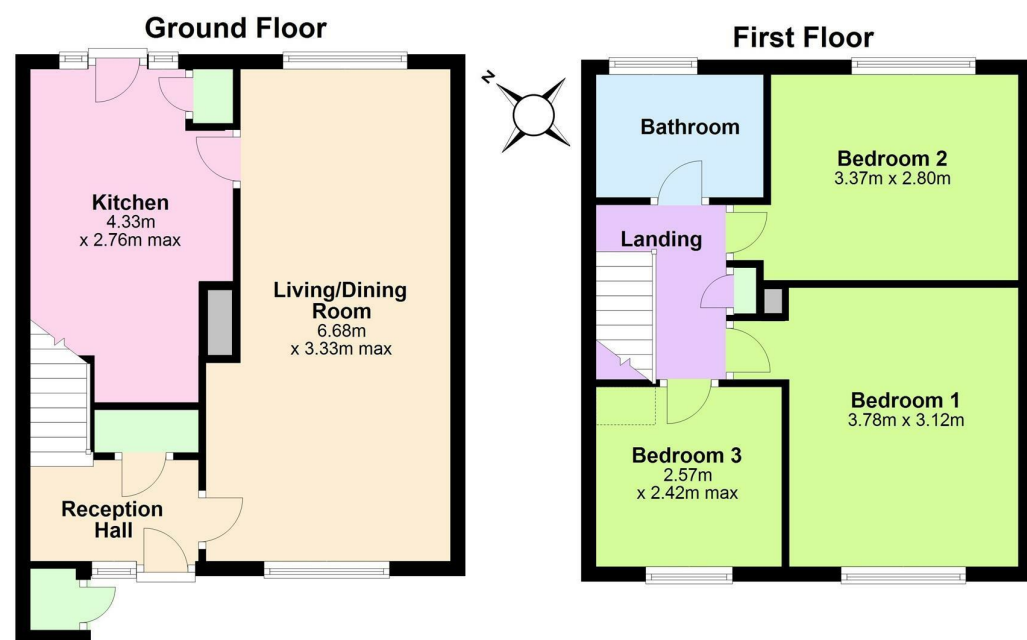 Ground Floor
Kitchen
4.33m
x 2.76m max
Living/Dining
Room
6.68m
x 3.33m max
Reception
Hall
N
First Floor
Bathroom
Bedroom 2
3.37m x 2.80m
Landing
Bedroom 1
3.78m x 3.12m
Bedroom 3
2.57m
x 2.42m max